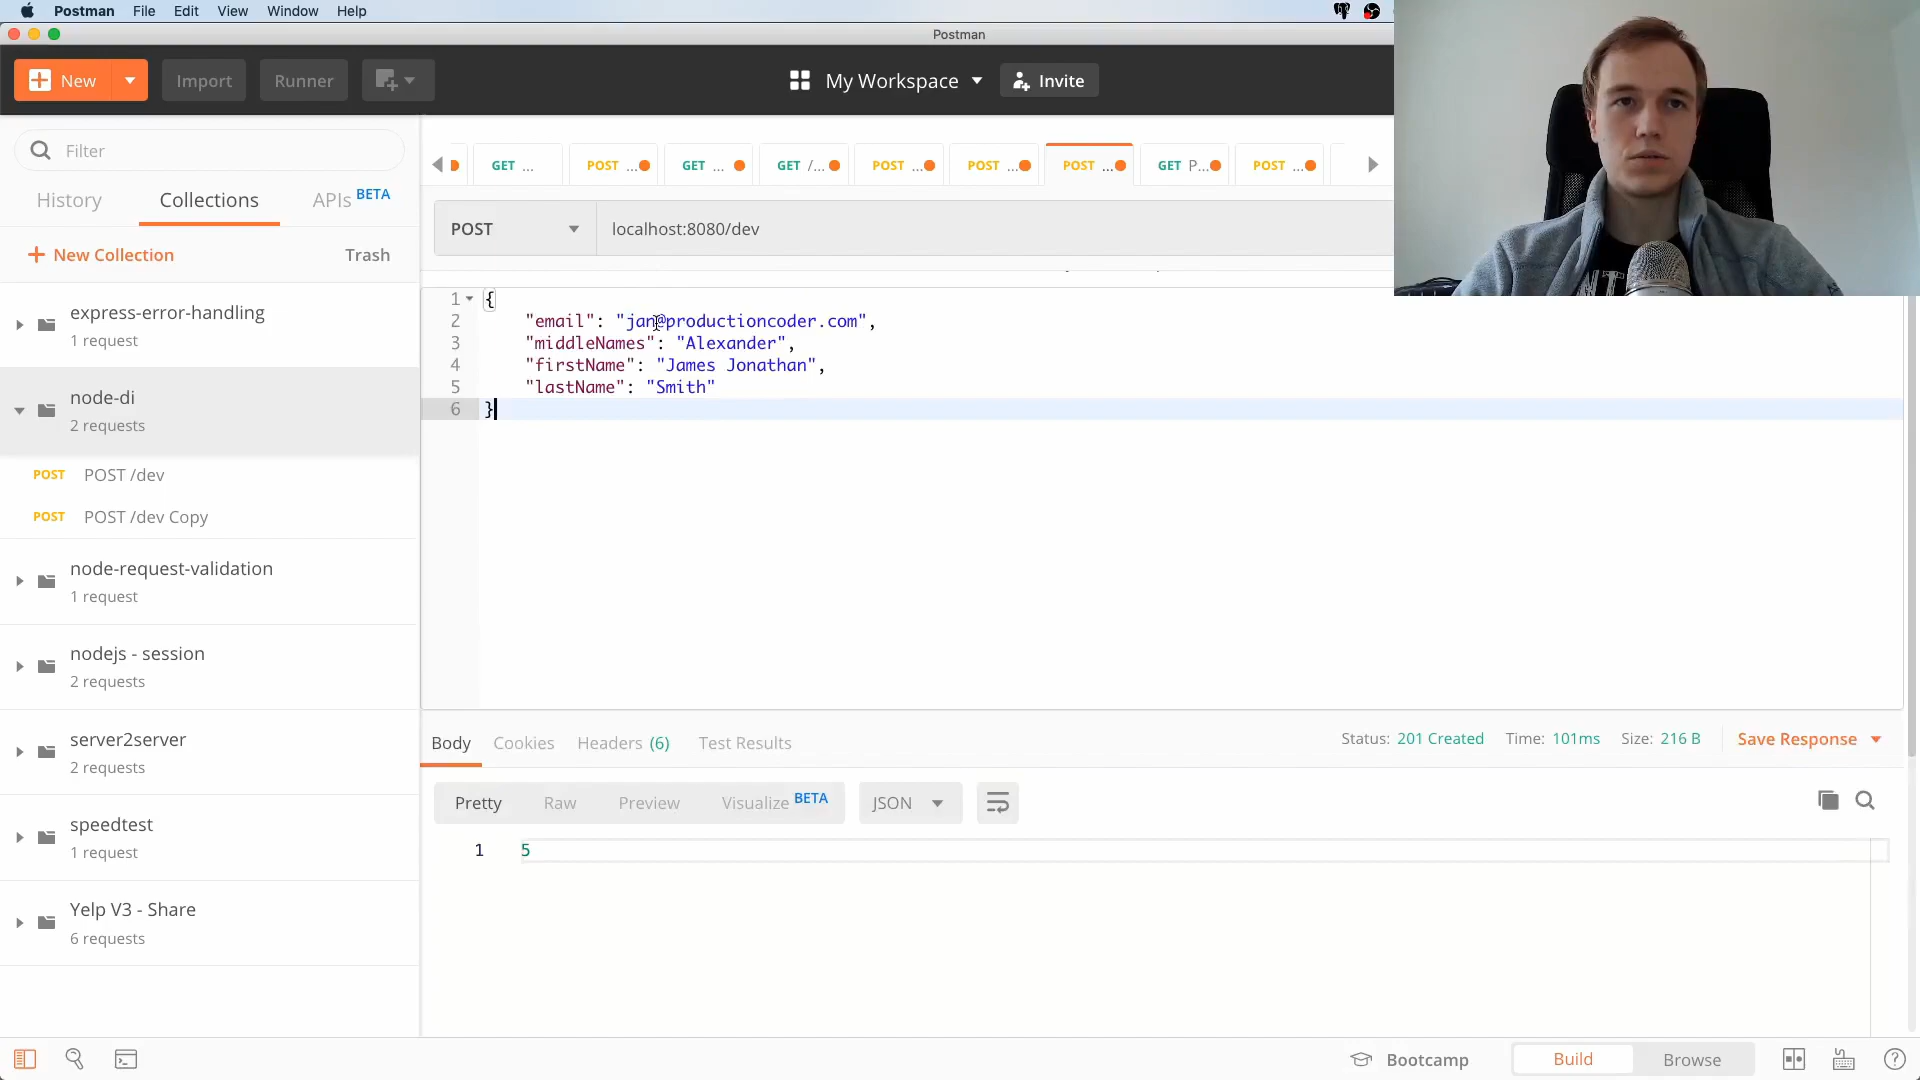 Postman File Edit View Window Help
Postman
New Import Runner My Workspace Invite
Filter
History Collections APIs BETA
New Collection Trash
express-error-handling
1 request
node-di
2 requests
POST POST /dev
POST POST /dev Copy
node-request-validation
1 request
nodejs - session
2 requests
server2server
2 requests
speedtest
1 request
Yelp V3 - Share
6 requests
GET ... POST ... GET ... GET /... POST ... POST ... POST ... GET P... POST ...
POST localhost:8080/dev
1 {
2 "email": "jan@productioncoder.com",
3 "middleNames": "Alexander",
4 "firstName": "James Jonathan",
5 "lastName": "Smith"
6 }
Body Cookies Headers (6) Test Results Status: 201 Created Time: 101ms Size: 216 B Save Response
Pretty Raw Preview Visualize BETA JSON
1 5
Bootcamp Build Browse